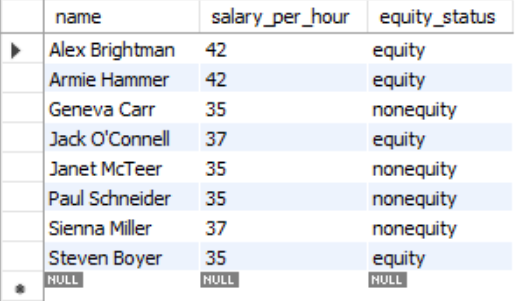 name salary_per_hour equity_status
Alex Brightman 42 equity
Armie Hammer 42 equity
Geneva Carr 35 nonequity
Jack O'Connell 37 equity
Janet McTeer 35 nonequity
Paul Schneider 35 nonequity
Sienna Miller 37 nonequity
Steven Boyer 35 equity
NULL NULL NULL